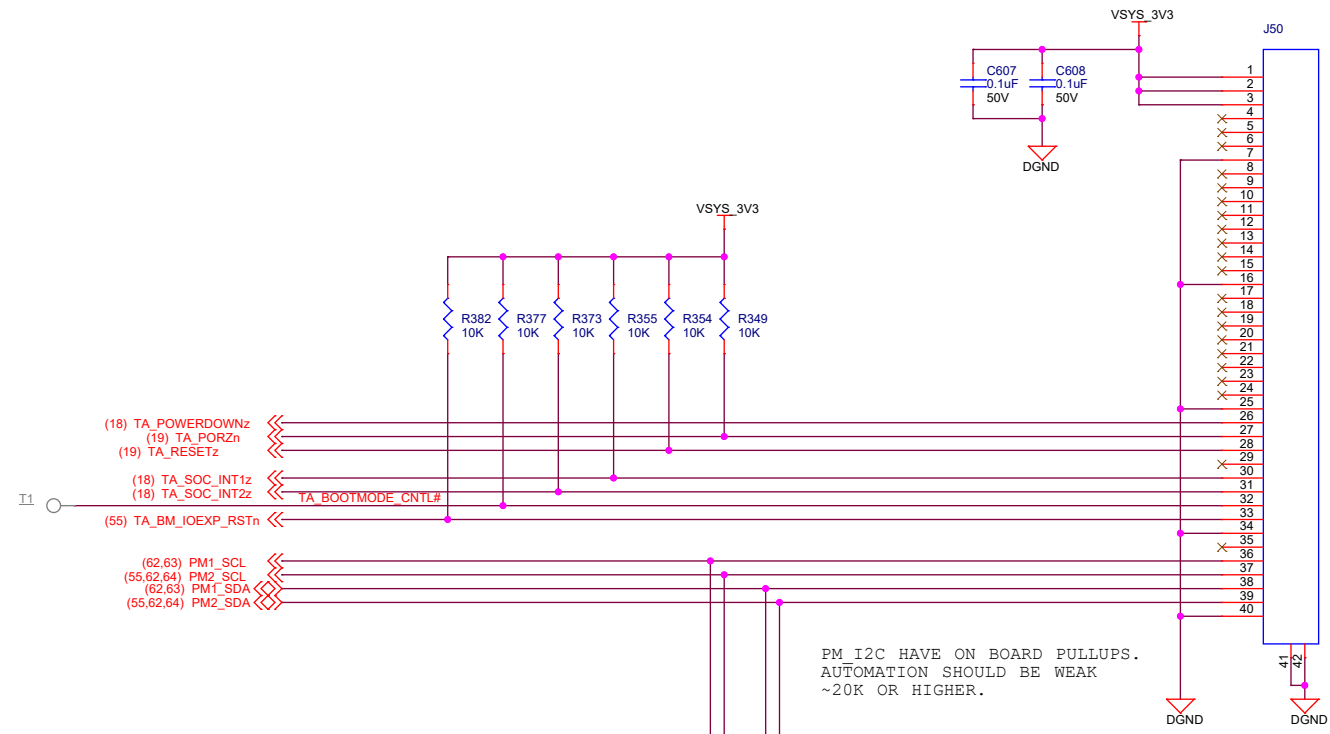 VSYS_3V3
J50
C607
0.1uF
50V
C608
0.1uF
50V
DGND
VSYS_3V3
R382
10K
R377
10K
R373
10K
R355
10K
R354
10K
R349
10K
1
2
3
4
5
6
7
8
9
10
11
12
13
14
15
16
17
18
19
20
21
22
23
24
25
26
27
28
29
30
31
32
33
34
35
36
37
38
39
40
41
42
(18) TA_POWERDOWNz
(19) TA_PORZn
(19) TA_RESETz
(18) TA_SOC_INT1z
(18) TA_SOC_INT2z
T1
TA_BOOTMODE_CNTL#
(55) TA_BM_IOEXP_RSTn
(62,63) PM1_SCL
(55,62,64) PM2_SCL
(62,63) PM1_SDA
(55,62,64) PM2_SDA
PM_I2C HAVE ON BOARD PULLUPS.
AUTOMATION SHOULD BE WEAK
~20K OR HIGHER.
DGND
DGND